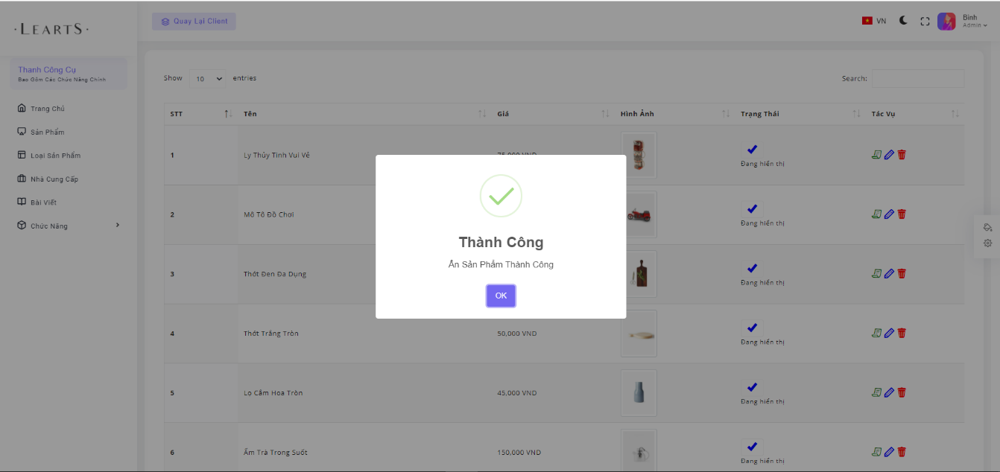 ·LEARTS·
Quay Lại Client
VN
Bình
Admin
Thanh Công Cụ
Bao Gồm Các Chức Năng Chính
Trang Chủ
Sản Phẩm
Loại Sản Phẩm
Nhà Cung Cấp
Bài Viết
Chức Năng
Show 10 entries
Search:
STT Tên Giá Hình Ảnh Trạng Thái Tác Vụ
1 Ly Thủy Tinh Vui Vẻ 75,000 VND Đang hiển thị
2 Mô Tô Đồ Chơi Đang hiển thị
3 Thớt Đen Đa Dụng Đang hiển thị
4 Thớt Trắng Tròn 50,000 VND Đang hiển thị
5 Lọ Cắm Hoa Tròn 45,000 VND Đang hiển thị
6 Ấm Trà Trong Suốt 150,000 VND Đang hiển thị
Thành Công
Ẩn Sản Phẩm Thành Công
OK